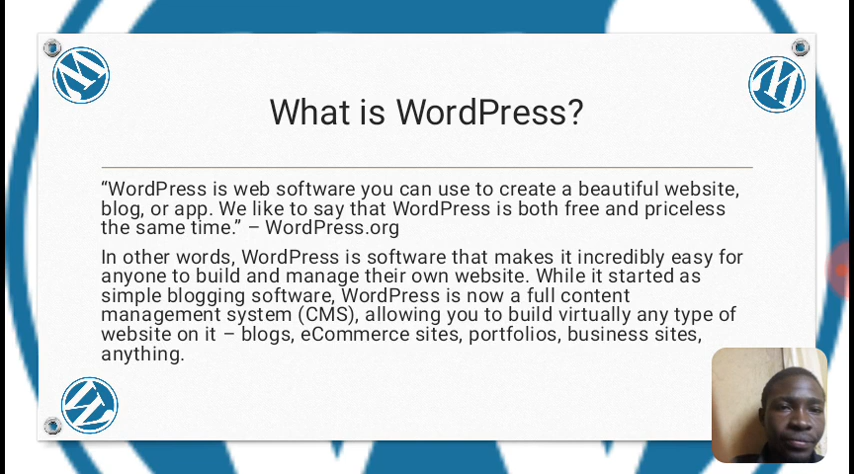 What is WordPress?
“WordPress is web software you can use to create a beautiful website,
blog, or app. We like to say that WordPress is both free and priceless
the same time.” – WordPress.org
In other words, WordPress is software that makes it incredibly easy for
anyone to build and manage their own website. While it started as
simple blogging software, WordPress is now a full content
management system (CMS), allowing you to build virtually any type of
website on it – blogs, eCommerce sites, portfolios, business sites,
anything.